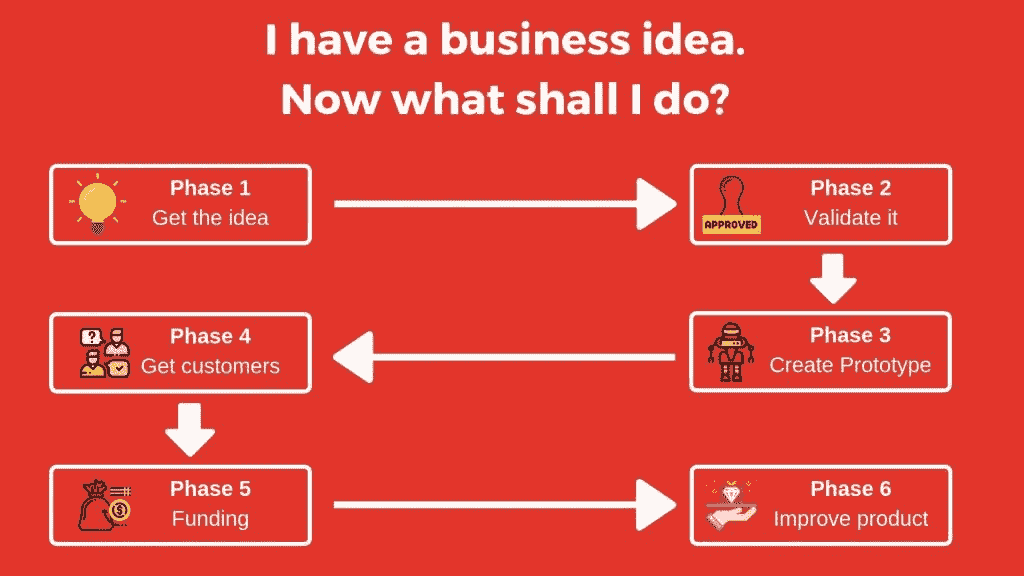 I have a business idea.
Now what shall I do?
Phase 1
Get the idea
Phase 2
APPROVED
Validate it
Phase 3
Create Prototype
Phase 4
?
Get customers
Phase 5
$
Funding
Phase 6
Improve product